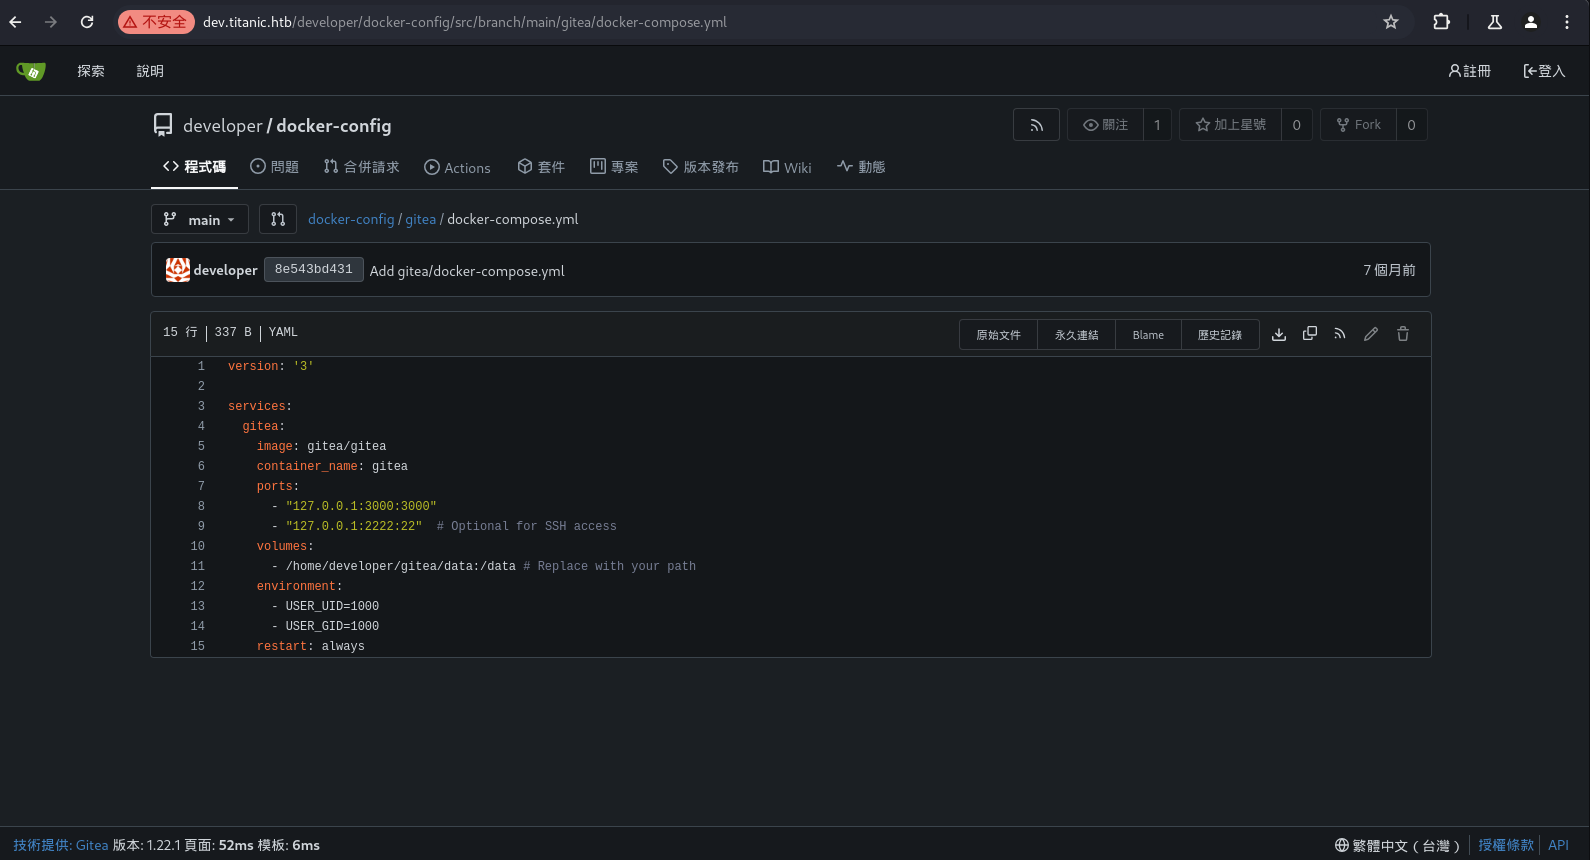 不安全 dev.titanic.htb/developer/docker-config/src/branch/main/gitea/docker-compose.yml
探索 說明 註冊 登入
developer / docker-config 關注 1 加上星號 0 Fork 0
程式碼 問題 合併請求 Actions 套件 專案 版本發布 Wiki 動態
main docker-config / gitea / docker-compose.yml
developer 8e543bd431 Add gitea/docker-compose.yml 7 個月前
15 行 337 B YAML 原始文件 永久連結 Blame 歷史記錄
1 version: '3'
2
3 services:
4 gitea:
5 image: gitea/gitea
6 container_name: gitea
7 ports:
8 - "127.0.0.1:3000:3000"
9 - "127.0.0.1:2222:22" # Optional for SSH access
10 volumes:
11 - /home/developer/gitea/data:/data # Replace with your path
12 environment:
13 - USER_UID=1000
14 - USER_GID=1000
15 restart: always
技術提供: Gitea 版本: 1.22.1 頁面: 52ms 模板: 6ms 繁體中文 ( 台灣 ) 授權條款 API